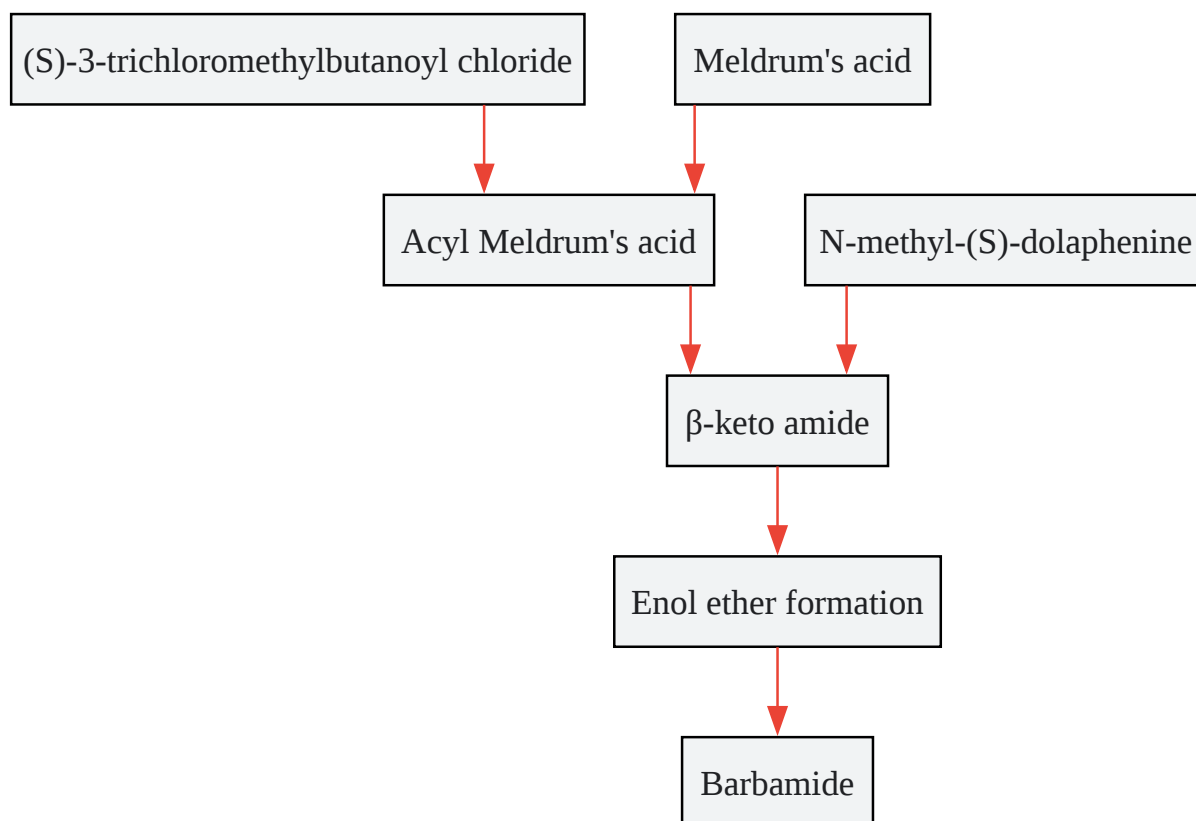 (S)-3-trichloromethylbutanoyl chloride
Meldrum's acid
Acyl Meldrum's acid
N-methyl-(S)-dolaphenine
β-keto amide
Enol ether formation
Barbamide